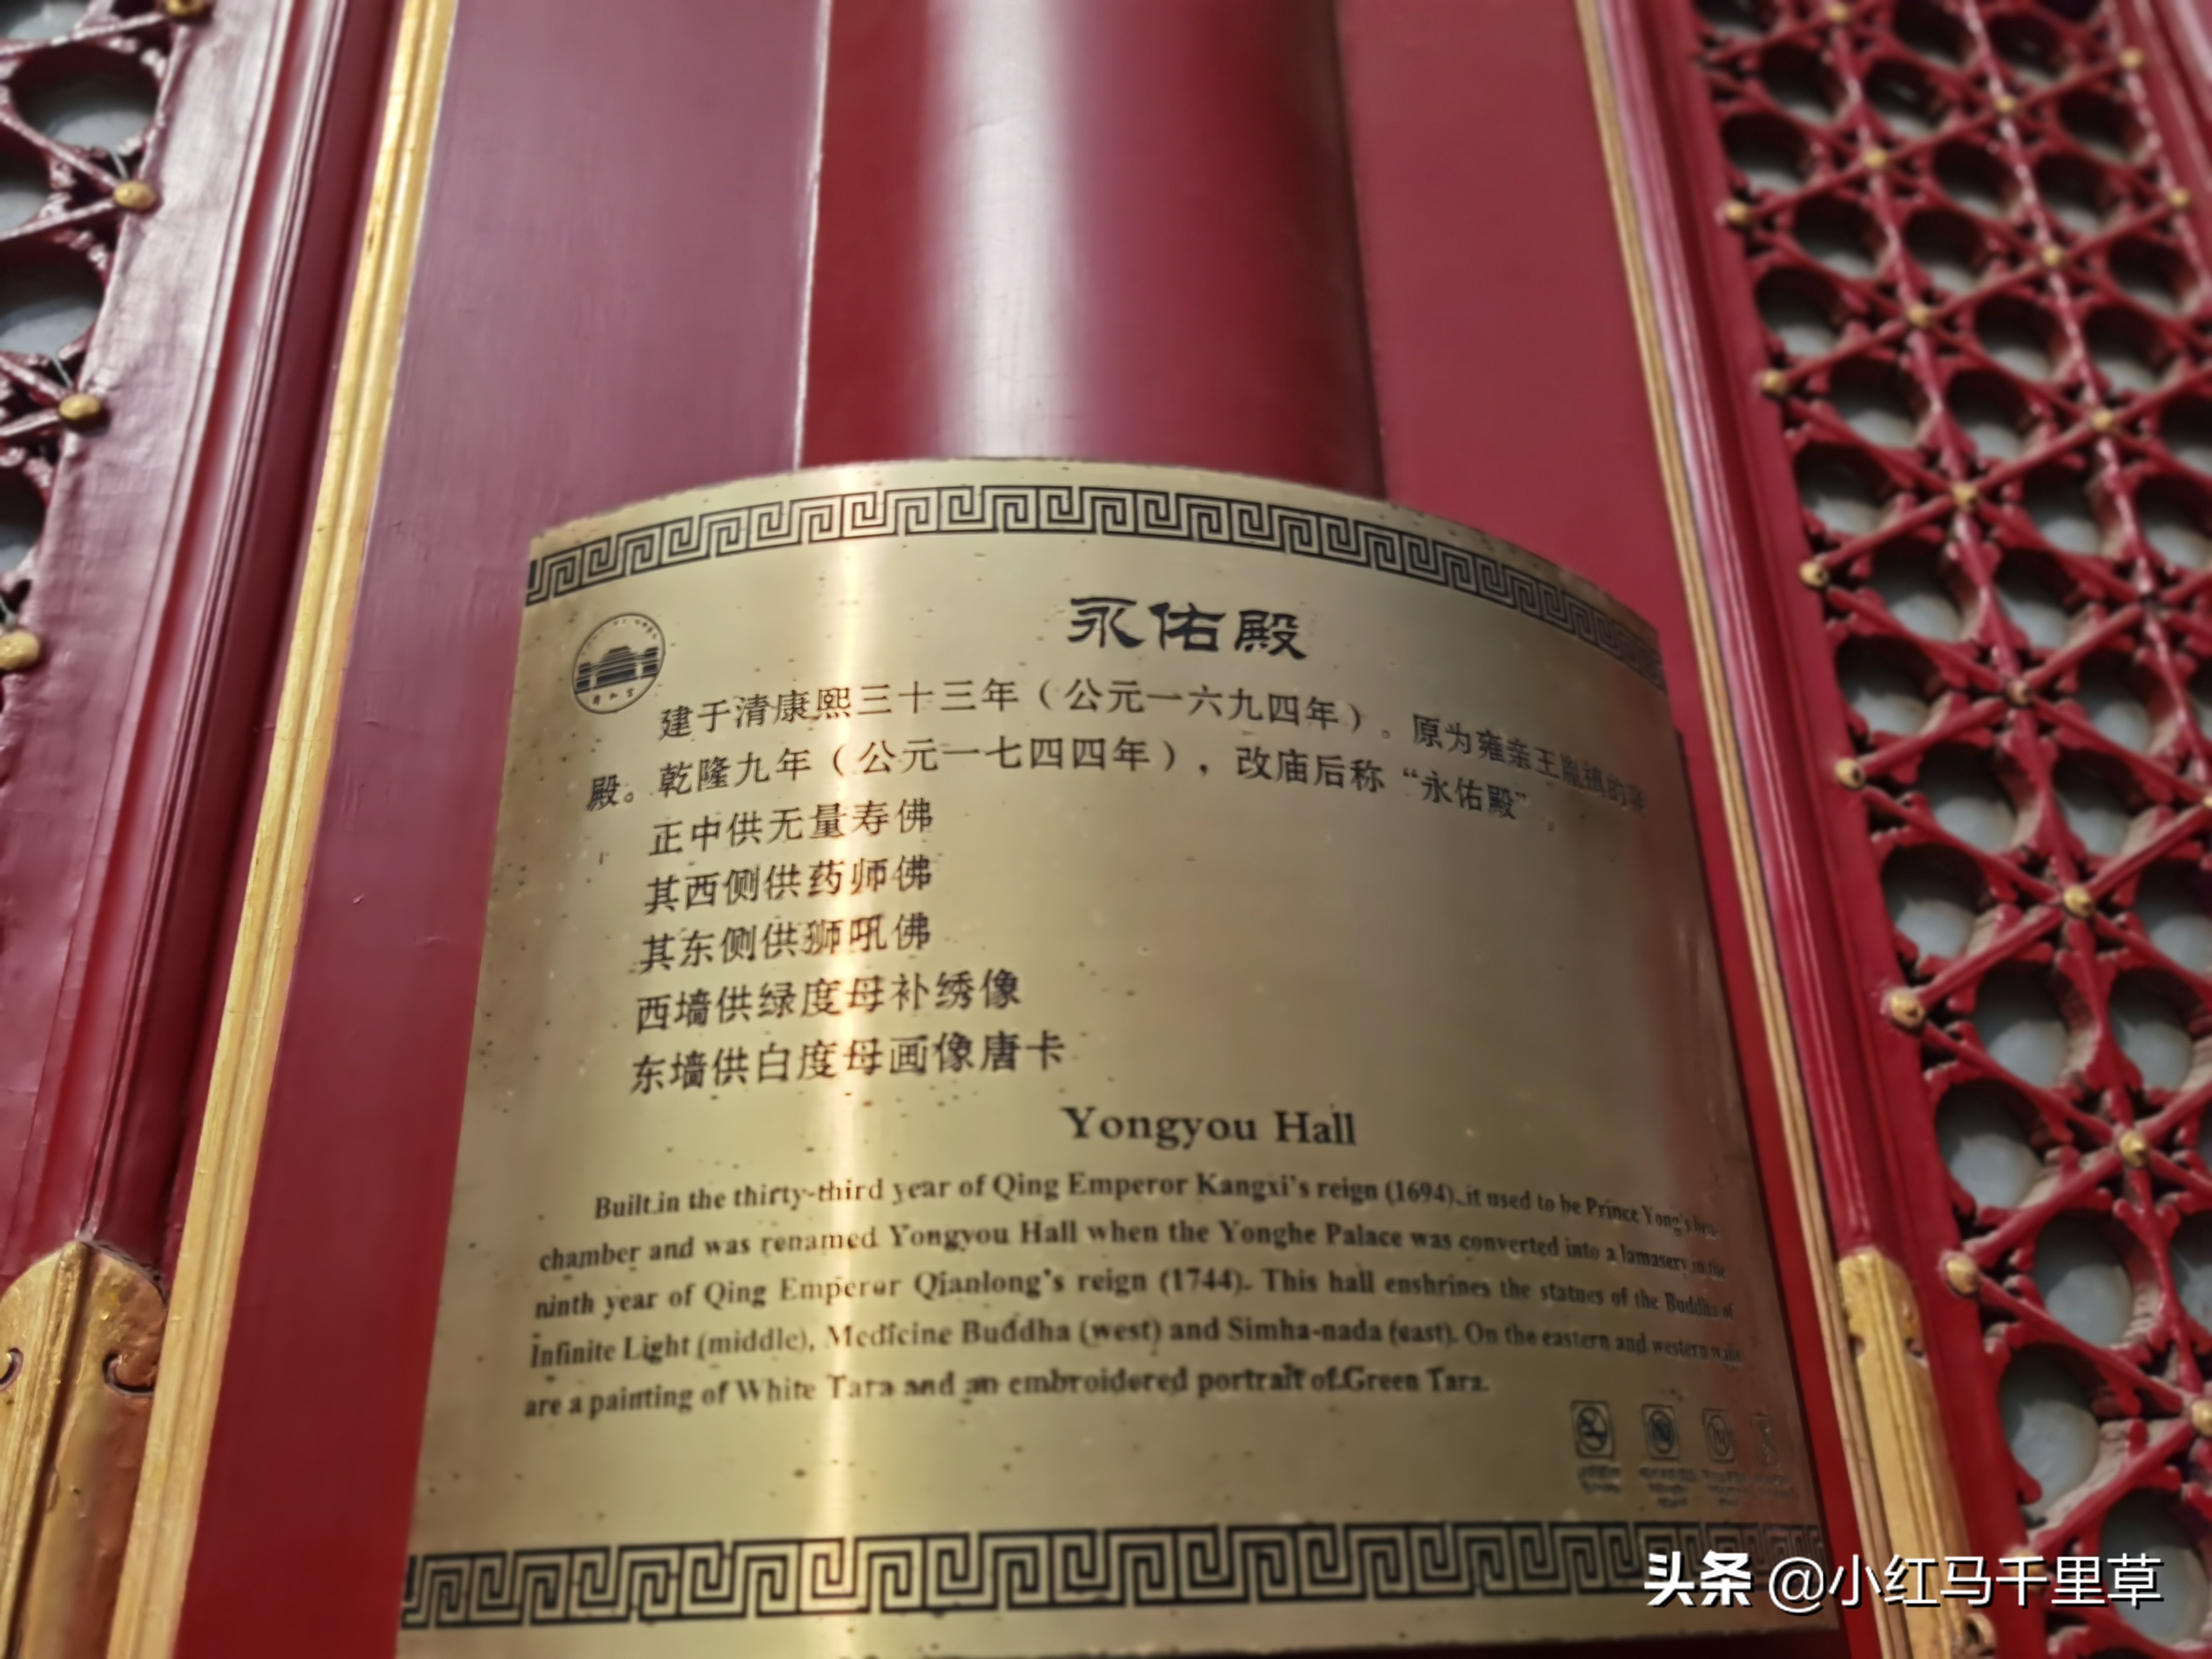 永佑殿
建于清康熙三十三年（公元一六九四年）。原为雍亲王胤禛的寝
殿。乾隆九年（公元一七四四年），改庙后称“永佑殿”。
正中供无量寿佛
其西侧供药师佛
其东侧供狮吼佛
西墙供绿度母补绣像
东墙供白度母画像唐卡
Yongyou Hall
Built in the thirty-third year of Qing Emperor Kangxi's reign (1694), it used to be Prince Yong's
chamber and was renamed Yongyou Hall when the Yonghe Palace was converted into a lamasery in the
ninth year of Qing Emperor Qianlong's reign (1744). This hall enshrines the statues of the Buddha of
Infinite Light (middle), Medicine Buddha (west) and Simha-nada (east). On the eastern and western walls
are a painting of White Tara and an embroidered portrait of Green Tara.
头条 @小红马千里草